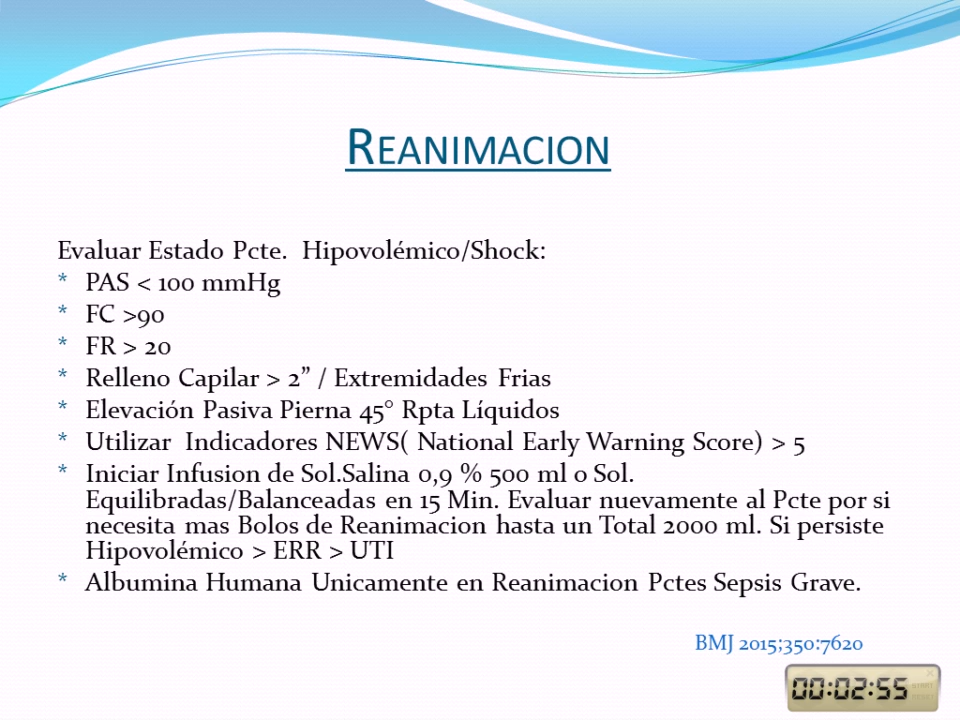 REANIMACION
Evaluar Estado Pcte. Hipovolémico/Shock:
* PAS < 100 mmHg
* FC >90
* FR > 20
* Relleno Capilar > 2” / Extremidades Frias
* Elevación Pasiva Pierna 45° Rpta Líquidos
* Utilizar Indicadores NEWS( National Early Warning Score) > 5
* Iniciar Infusion de Sol.Salina 0,9 % 500 ml o Sol.
Equilibradas/Balanceadas en 15 Min. Evaluar nuevamente al Pcte por si
necesita mas Bolos de Reanimacion hasta un Total 2000 ml. Si persiste
Hipovolémico > ERR > UTI
* Albumina Humana Unicamente en Reanimacion Pctes Sepsis Grave.
BMJ 2015;350:7620
00:02:55